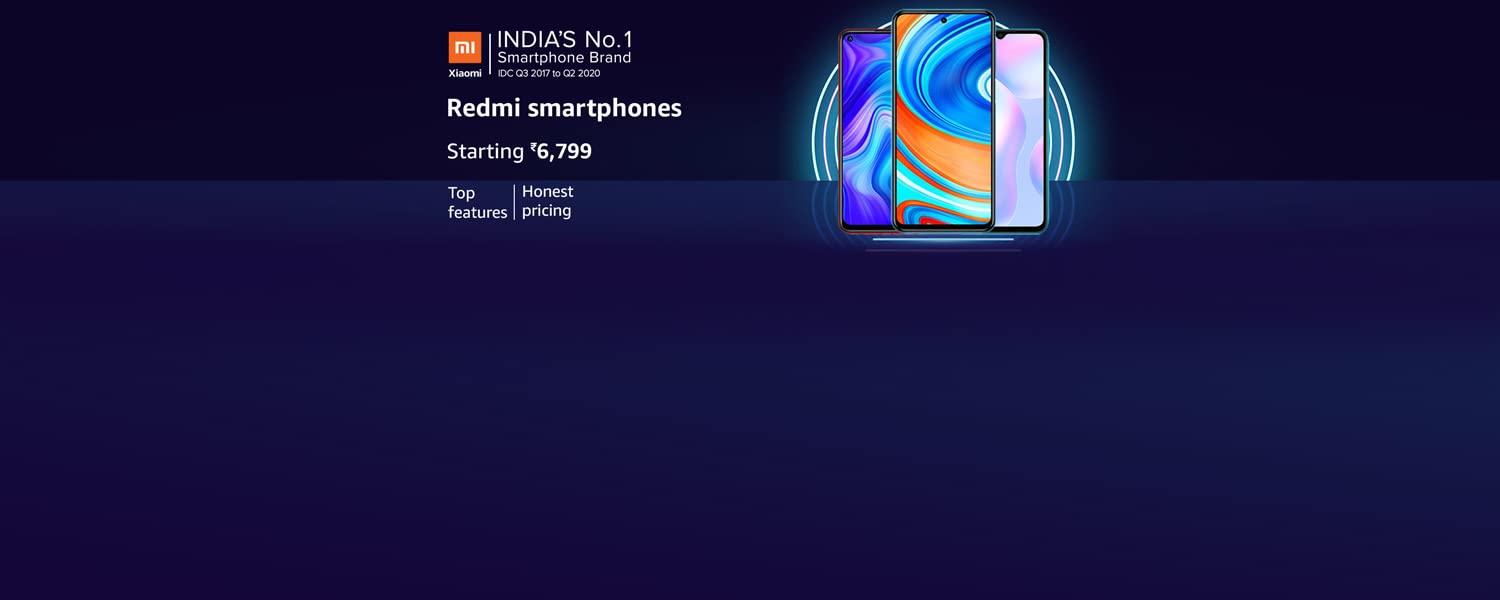 mi
Xiaomi
INDIA'S No.1
Smartphone Brand
IDC Q3 2017 to Q2 2020
Redmi smartphones
Starting ₹6,799
Top features
Honest pricing